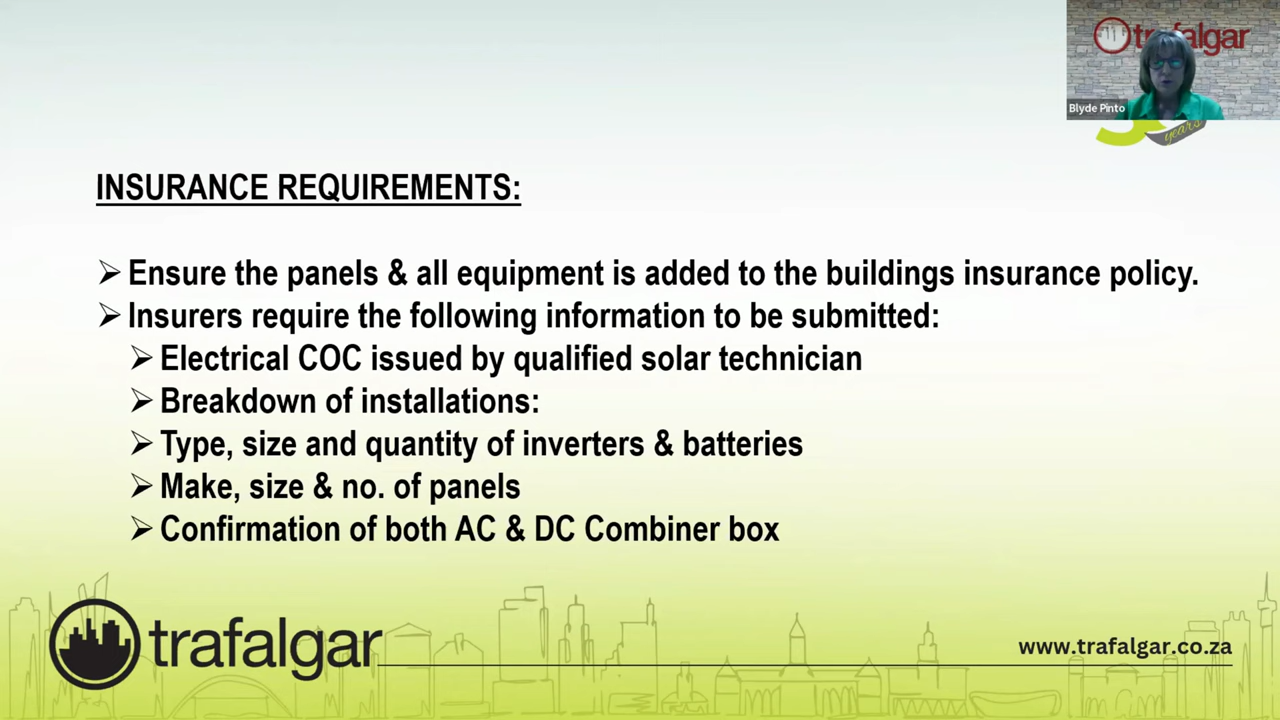 trafalgar
Blyde Pinto
years
INSURANCE REQUIREMENTS:
Ensure the panels & all equipment is added to the buildings insurance policy.
Insurers require the following information to be submitted:
Electrical COC issued by qualified solar technician
Breakdown of installations:
Type, size and quantity of inverters & batteries
Make, size & no. of panels
Confirmation of both AC & DC Combiner box
trafalgar
www.trafalgar.co.za